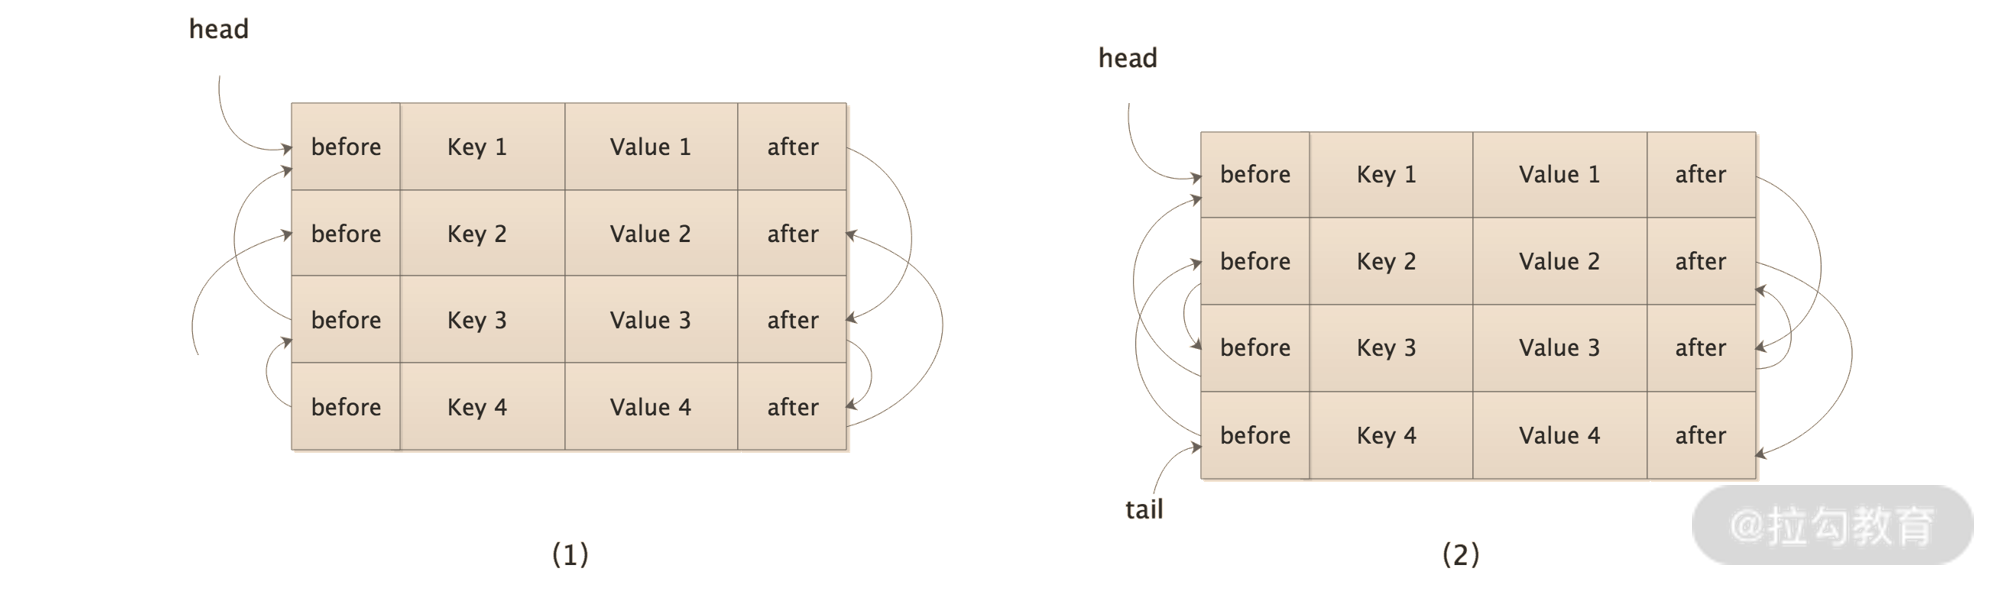 head
before Key 1 Value 1 after
before Key 2 Value 2 after
before Key 3 Value 3 after
before Key 4 Value 4 after
(1)
head
before Key 1 Value 1 after
before Key 2 Value 2 after
before Key 3 Value 3 after
before Key 4 Value 4 after
tail
(2)
@拉勾教育